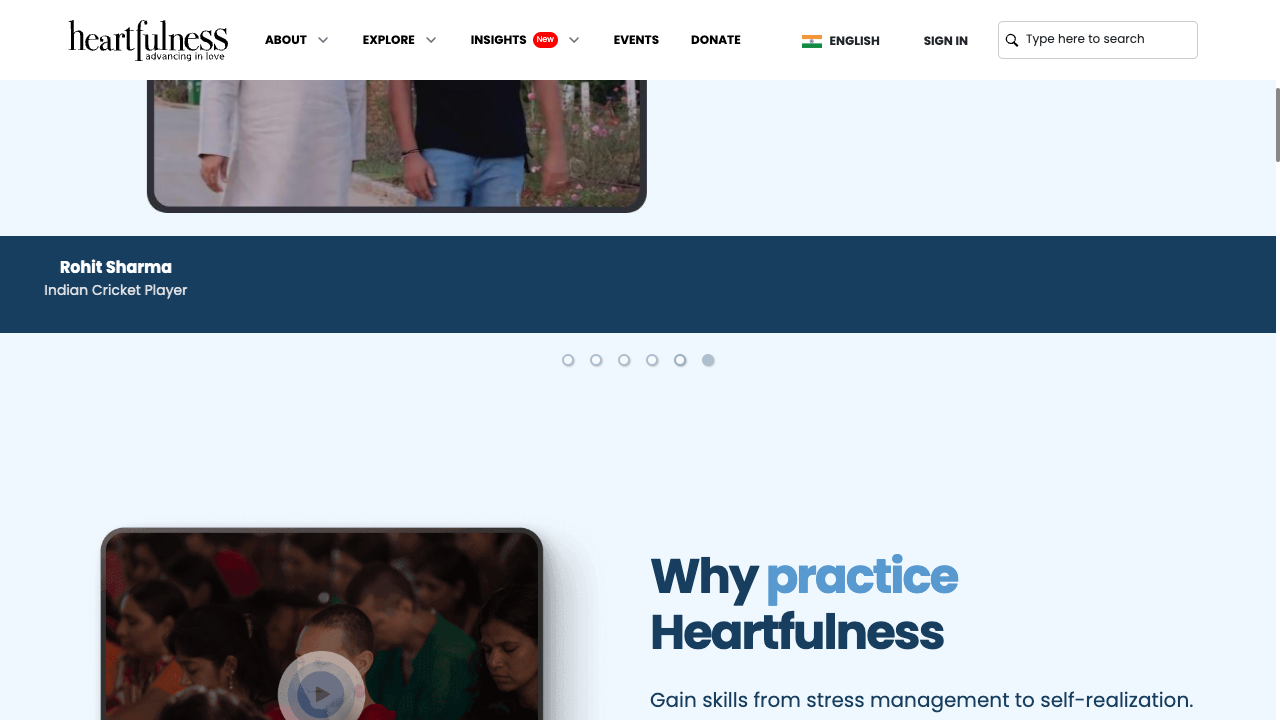 heartfulness
advancing in love
ABOUT
EXPLORE
INSIGHTS New
EVENTS
DONATE
ENGLISH
SIGN IN
Type here to search
Rohit Sharma
Indian Cricket Player
Why practice
Heartfulness
Gain skills from stress management to self-realization.